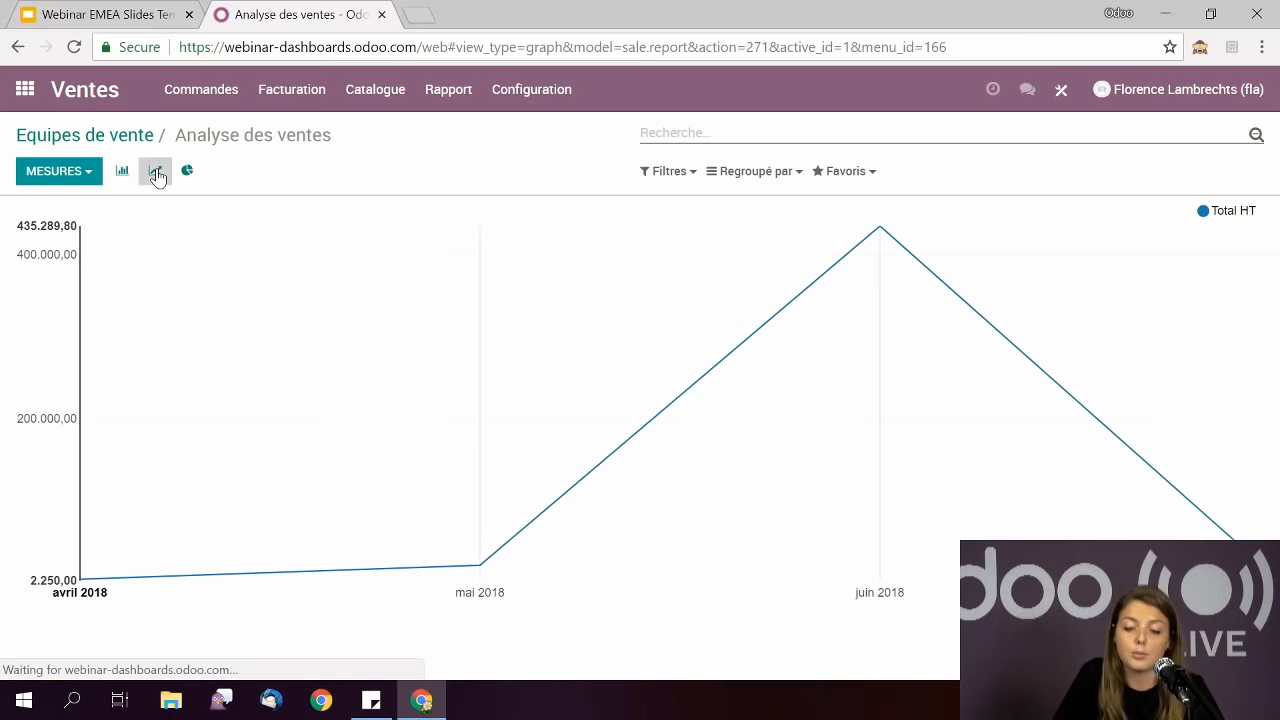 Webinar EMEA Slides Tem
Analyse des ventes - Odo
Odoo
Secure
https://webinar-dashboards.odoo.com/web#view_type=graph&model=sale.report&action=271&active_id=1&menu_id=166
Ventes
Commandes
Facturation
Catalogue
Rapport
Configuration
Florence Lambrechts (fla)
Equipes de vente / Analyse des ventes
Recherche...
MESURES
Filtres
Regroupé par
Favoris
Total HT
435.289,80
400.000,00
200.000,00
2.250,00
avril 2018
mai 2018
juin 2018
Waiting for webinar-dashboards.odoo.com...
doo
LIVE